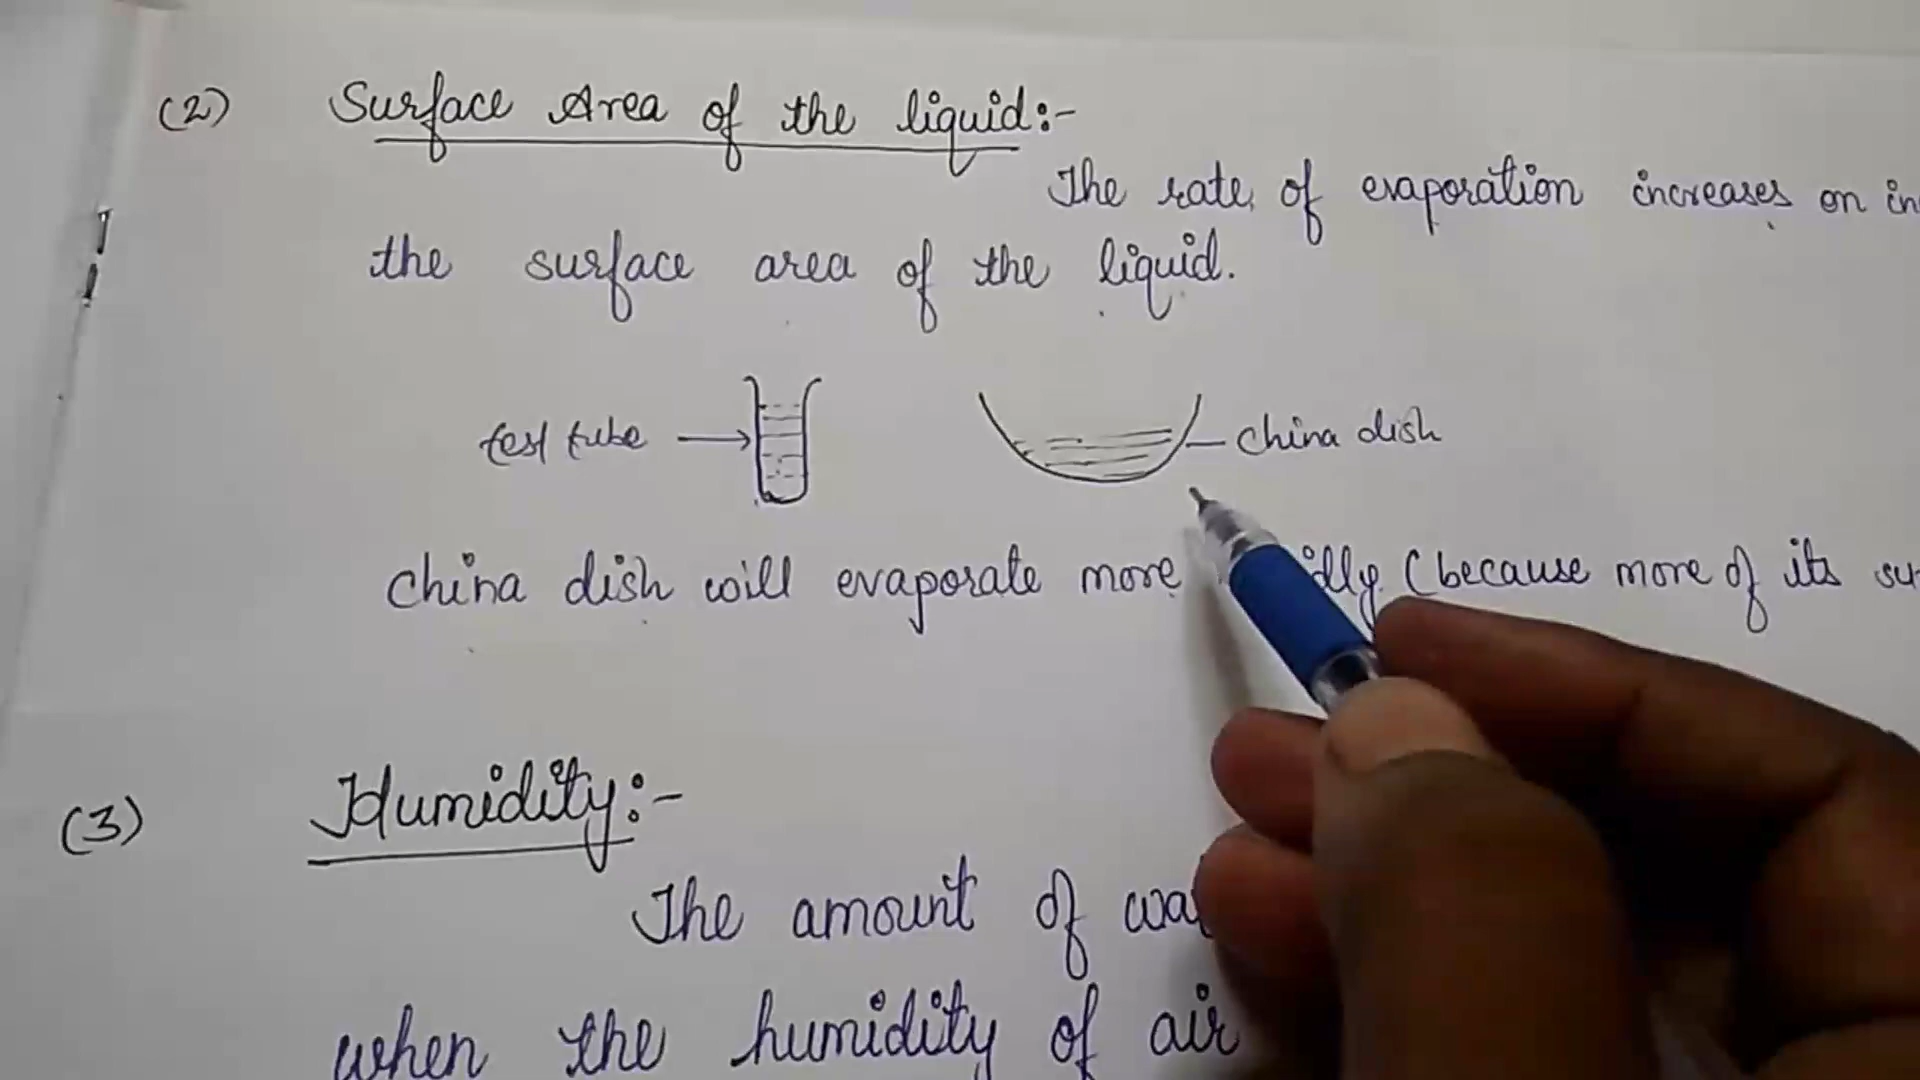 (2) Surface Area of the liquid:-
The rate of evaporation increases on
the surface area of the liquid.
test tube china dish
china dish will evaporate more (because more of its
(3) Humidity:-
The amount of
when the humidity of air